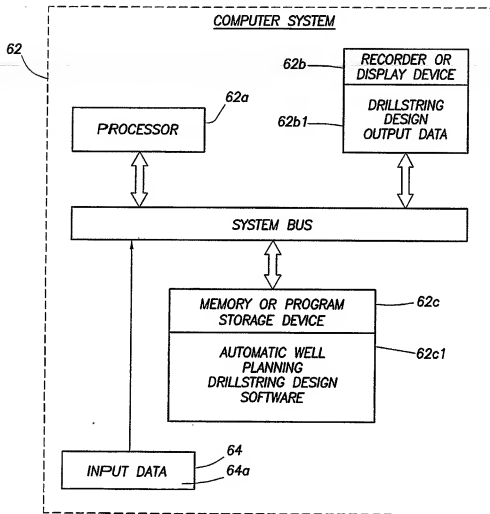 COMPUTER SYSTEM
62
62b
RECORDER OR
DISPLAY DEVICE
62a
PROCESSOR
62b1
DRILLSTRING
DESIGN
OUTPUT DATA
SYSTEM BUS
MEMORY OR PROGRAM
STORAGE DEVICE
62c
AUTOMATIC WELL
PLANNING
DRILLSTRING DESIGN
SOFTWARE
62c1
INPUT DATA
64
64a